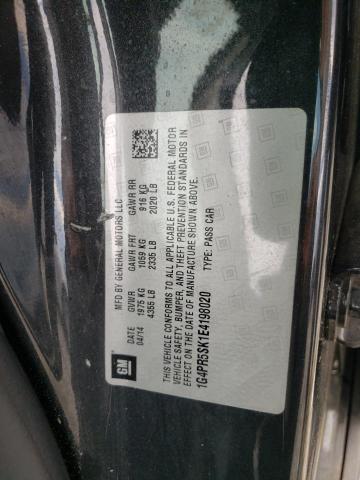 GM
MFD BY GENERAL MOTORS LLC
04/14 GVWR GAWR FRT GAWR RR
1975 KG 1059 KG 916 KG
4355 LB 2335 LB 2020 LB
THIS VEHICLE CONFORMS TO ALL APPLICABLE U.S. FEDERAL MOTOR
VEHICLE SAFETY, BUMPER, AND THEFT PREVENTION STANDARDS IN
EFFECT ON THE DATE OF MANUFACTURE SHOWN ABOVE.
1G4PR5SK1E4198020 TYPE: PASS CAR